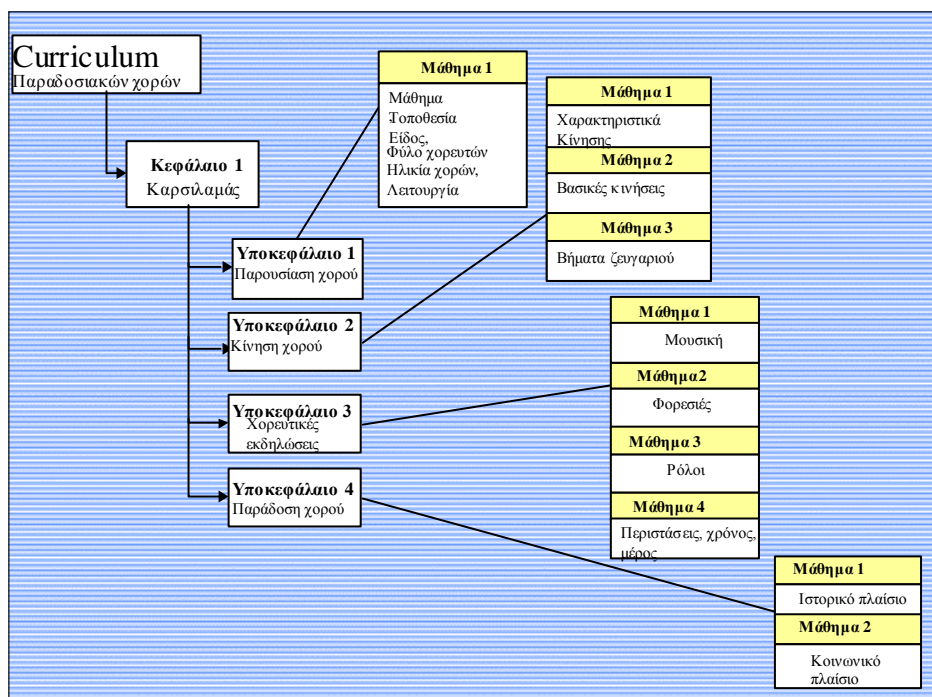 Curriculum
Παραδοσιακών χορών
Κεφάλαιο 1
Καρσιλαμάς
Υποκεφάλαιο 1
Παρουσίαση χορού
Υποκεφάλαιο 2
Κίνηση χορού
Υποκεφάλαιο 3
Χορευτικές
εκδηλώσεις
Υποκεφάλαιο 4
Παράδοση χορού
Μάθημα 1
Μάθημα
Τοποθεσία
Είδος,
Φύλο χορευτών
Ηλικία χορών,
Λειτουργία
Μάθημα 1
Χαρακτηριστικά
Κίνησης
Μάθημα 2
Βασικές κινήσεις
Μάθημα 3
Βήματα ζευγαριού
Μάθημα 1
Μουσική
Μάθημα2
Φορεσιές
Μάθημα 3
Ρόλοι
Μάθημα 4
Περιστάσεις, χρόνος,
μέρος
Μάθημα 1
Ιστορικό πλαίσιο
Μάθημα 2
Κοινωνικό
πλαίσιο